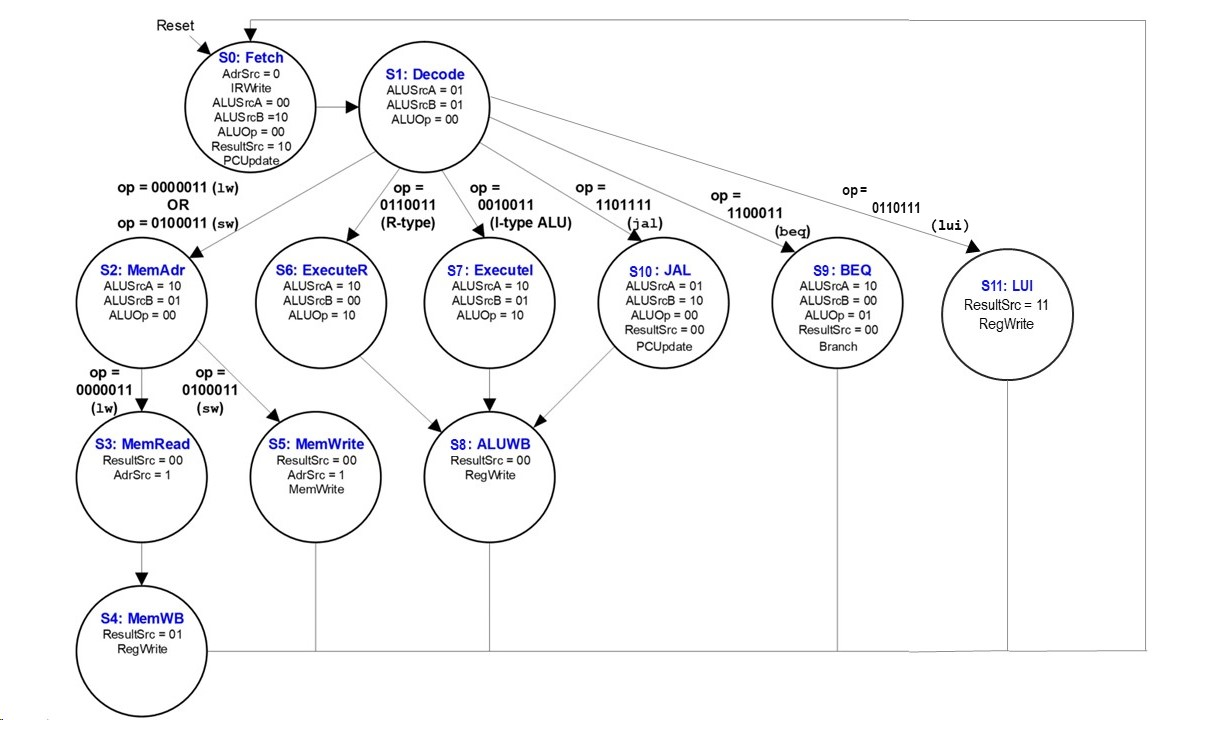 Reset
S0: Fetch
AdrSrc = 0
IRWrite
ALUSrcA = 00
ALUSrcB =10
ALUOp = 00
ResultSrc = 10
PCUpdate
S1: Decode
ALUSrcA = 01
ALUSrcB = 01
ALUOp = 00
op = 0000011 (lw)
OR
op = 0100011 (sw)
op =
0110011
(R-type)
op =
0010011
(I-type ALU)
op =
1101111
(jal)
op =
1100011
(beq)
op=
0110111
(lui)
S2: MemAdr
ALUSrcA = 10
ALUSrcB = 01
ALUOp = 00
S6: ExecuteR
ALUSrcA = 10
ALUSrcB = 00
ALUOp = 10
S7: ExecuteI
ALUSrcA = 10
ALUSrcB = 01
ALUOp = 10
S10: JAL
ALUSrcA = 01
ALUSrcB = 10
ALUOp = 00
ResultSrc = 00
PCUpdate
S9: BEQ
ALUSrcA = 10
ALUSrcB = 00
ALUOp = 01
ResultSrc = 00
Branch
S11: LUI
ResultSrc = 11
RegWrite
op =
0000011
(lw)
op =
0100011
(sw)
S3: MemRead
ResultSrc = 00
AdrSrc = 1
S5: MemWrite
ResultSrc = 00
AdrSrc = 1
MemWrite
S8: ALUWB
ResultSrc = 00
RegWrite
S4: MemWB
ResultSrc = 01
RegWrite